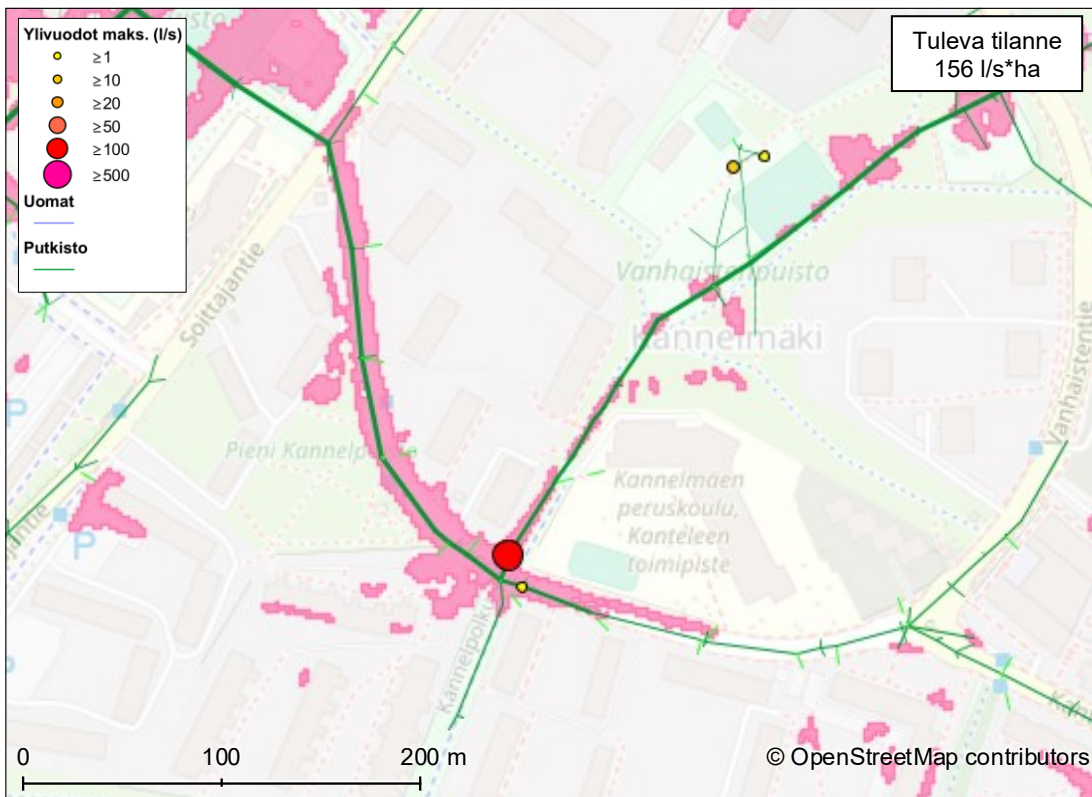 Ylivuodot maks. (l/s)
≥1
≥10
≥20
≥50
≥100
≥500
Uomat
Putkisto
Tuleva tilanne
156 l/s*ha
Soittajantie
Vanhaistenpuisto
Kannelmäki
Vanhaistentie
Pieni Kannelpuisto
Kannelmäen
peruskoulu,
Kanteleen
toimipiste
P
P
P
Kannelpolku
0 100 200 m
© OpenStreetMap contributors